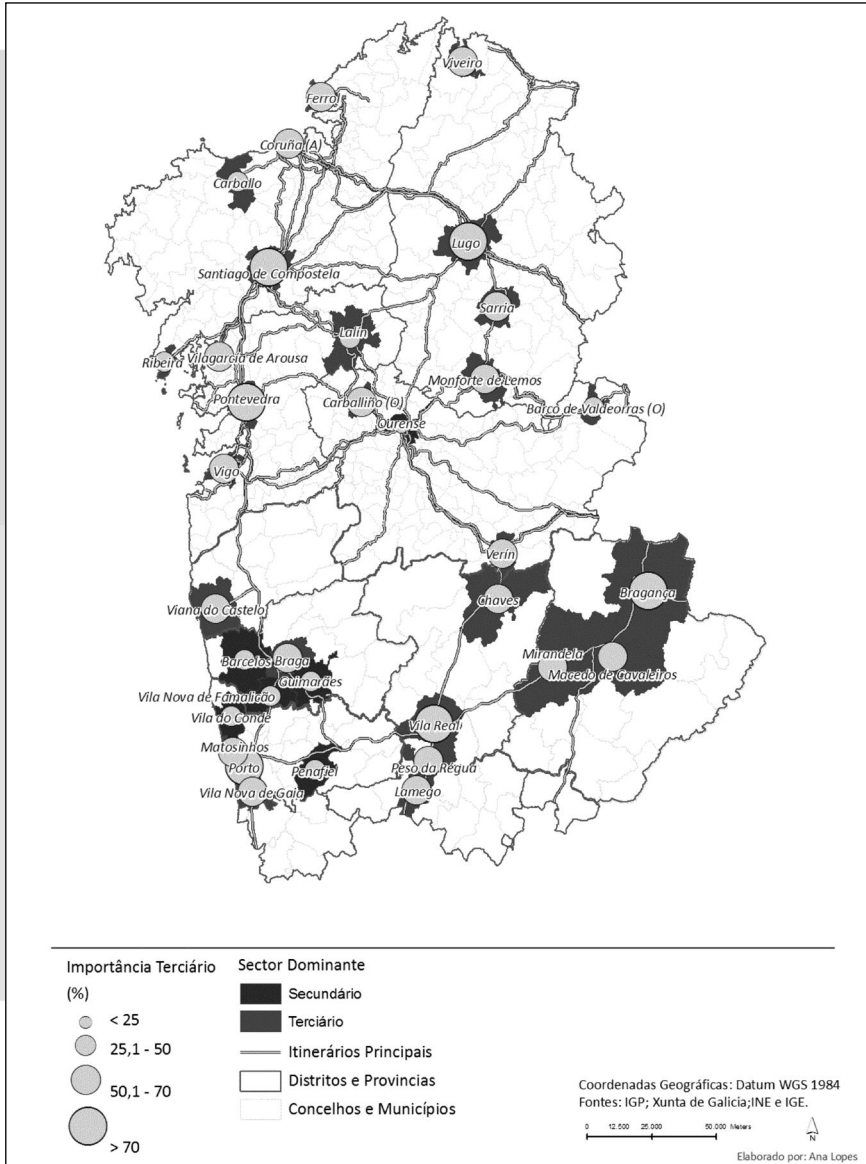 Viveiro
Ferrol
Coruña (A)
Carballo
Lugo
Santiago de Compostela
Sarria
Lalín
Ribeira
Vilagarcía de Arousa
Monforte de Lemos
Pontevedra
Carballiño (O)
Barco de Valdeorras (O)
Ourense
Vigo
Verín
Bragança
Chaves
Viana do Castelo
Mirandela
Barcelos
Braga
Macedo de Cavaleiros
Guimarães
Vila Nova de Famalicão
Vila do Conde
Vila Real
Matosinhos
Porto
Penafiel
Peso da Régua
Vila Nova de Gaia
Lamego
Importância Terciário
(%)
< 25
25,1 - 50
50,1 - 70
> 70
Sector Dominante
Secundário
Terciário
Itinerários Principais
Distritos e Provincias
Concelhos e Municípios
Coordenadas Geográficas: Datum WGS 1984
Fontes: IGP; Xunta de Galicia;INE e IGE.
0 12.500 25.000 50.000 Meters
N
Elaborado por: Ana Lopes